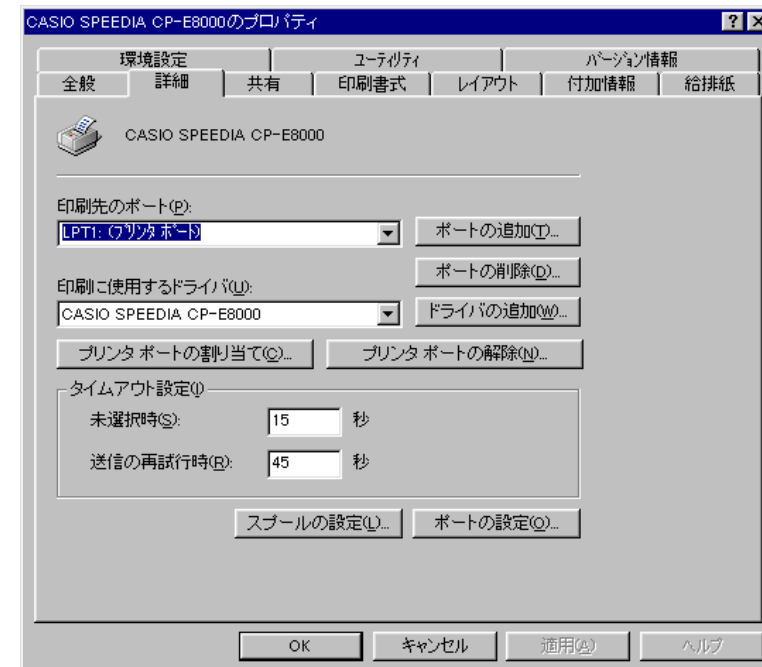 CASIO SPEEDIA CP-E8000のプロパティ
環境設定 ユーティリティ バージョン情報
全般 詳細 共有 印刷書式 レイアウト 付加情報 給排紙
CASIO SPEEDIA CP-E8000
印刷先のポート(P):
LPT1: (プリンタ ポート)
ポートの追加(T)...
ポートの削除(D)...
印刷に使用するドライバ(U):
CASIO SPEEDIA CP-E8000
ドライバの追加(W)...
プリンタ ポートの割り当て(C)... プリンタ ポートの解除(N)...
タイムアウト設定(I)
未選択時(S): 15 秒
送信の再試行時(R): 45 秒
スプールの設定(L)... ポートの設定(O)...
OK キャンセル 適用(A) ヘルプ